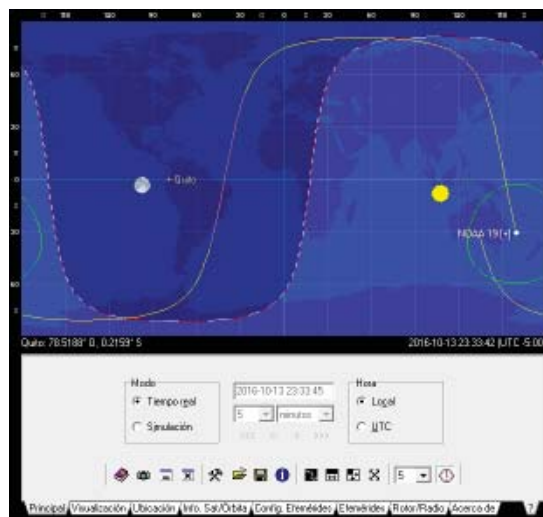 + Quito
NOAA 19 [+]
Quito: 78.5188° O, 0.2159° S
2016-10-13 23:33:42 (UTC -5:00
Modo
Tiempo real
Simulación
2016-10-13 23:33:45
5 minutos
<<< < > >>>
Hora
Local
UTC
5
Principal Visualización Ubicación Info. Sat/Órbita Config. Efemérides Efemérides Rotor/Radio Acerca de ?